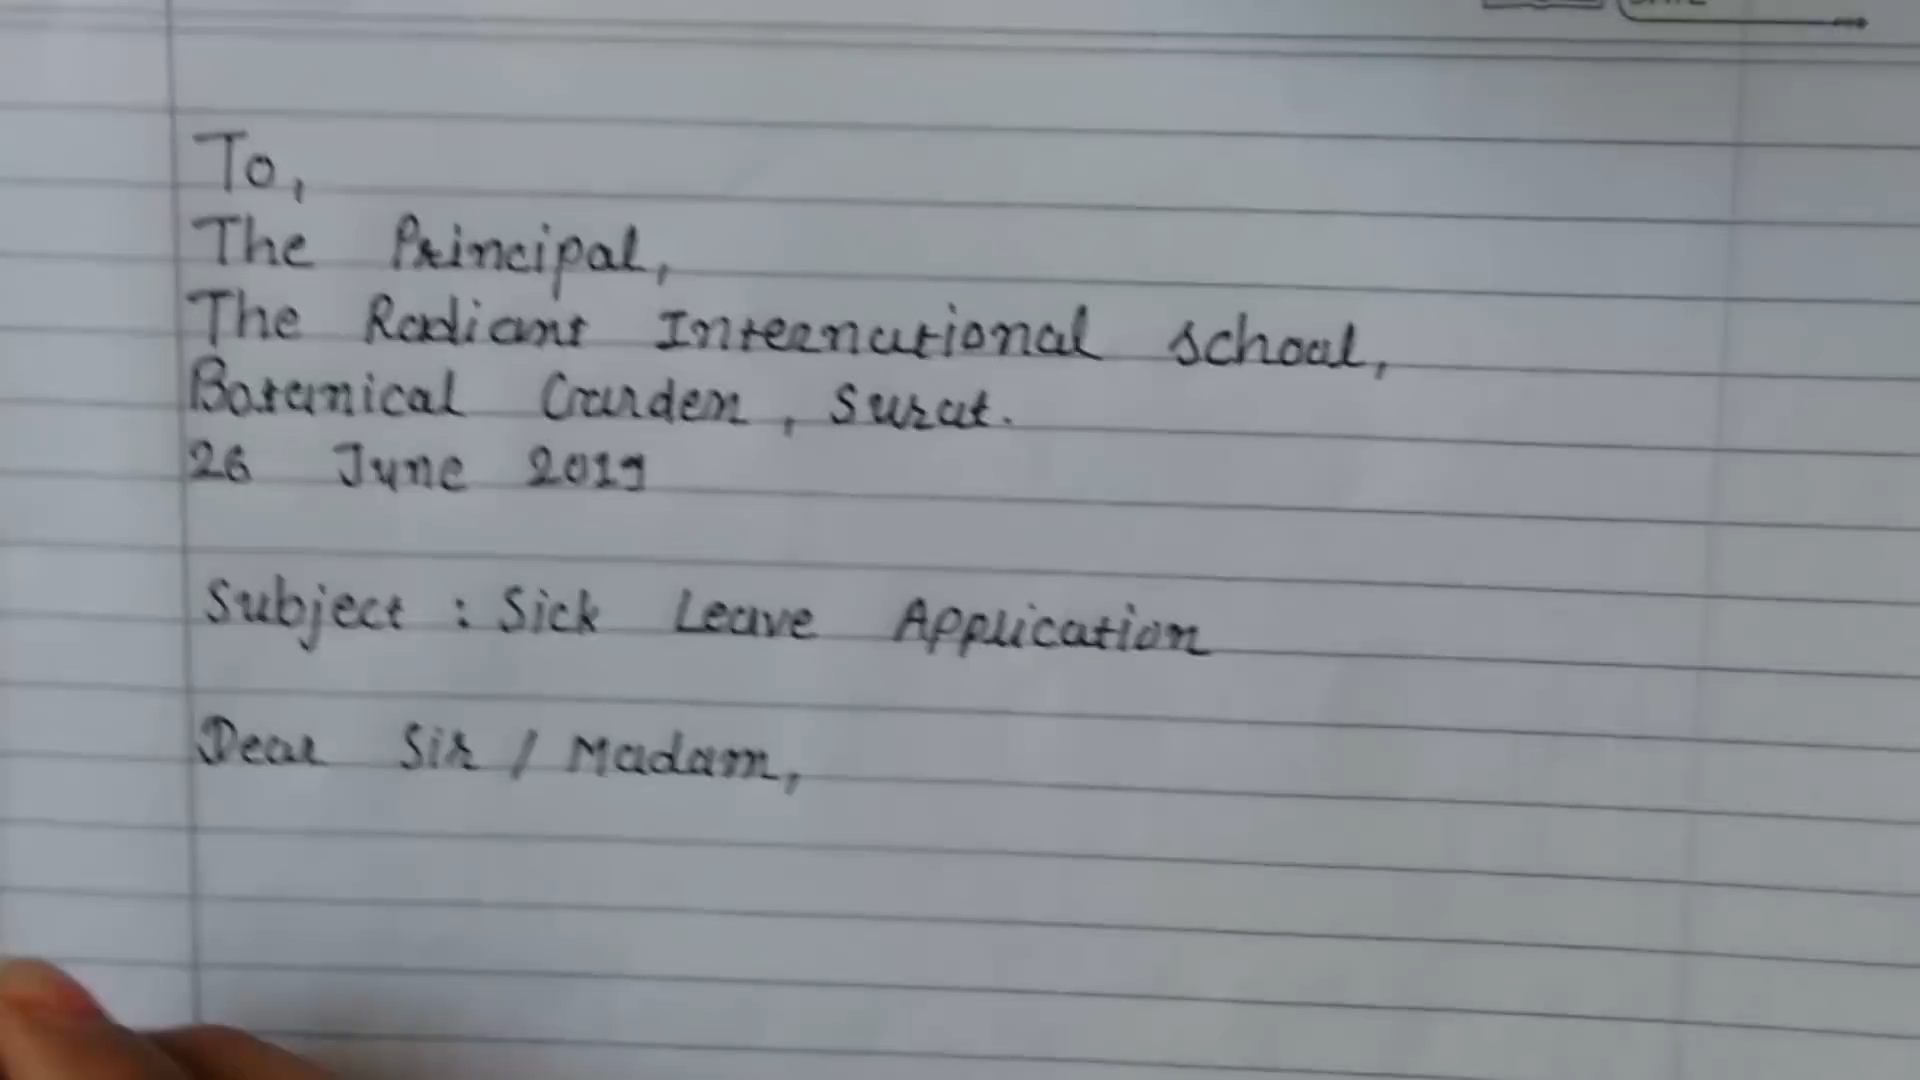 To,
The Principal,
The Radiant International school,
Botanical Garden, Surat.
26 June 2019
Subject : Sick Leave Application
Dear Sir / Madam,